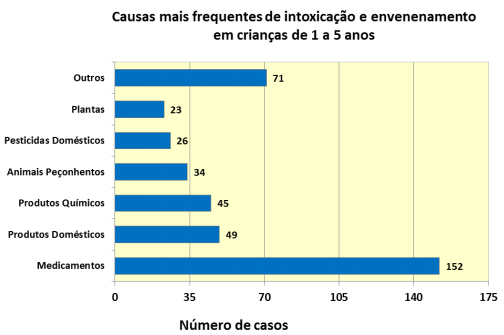 Causas mais frequentes de intoxicação e envenenamento
em crianças de 1 a 5 anos
Outros 71
Plantas 23
Pesticidas Domésticos 26
Animais Peçonhentos 34
Produtos Químicos 45
Produtos Domésticos 49
Medicamentos 152
0 35 70 105 140 175
Número de casos